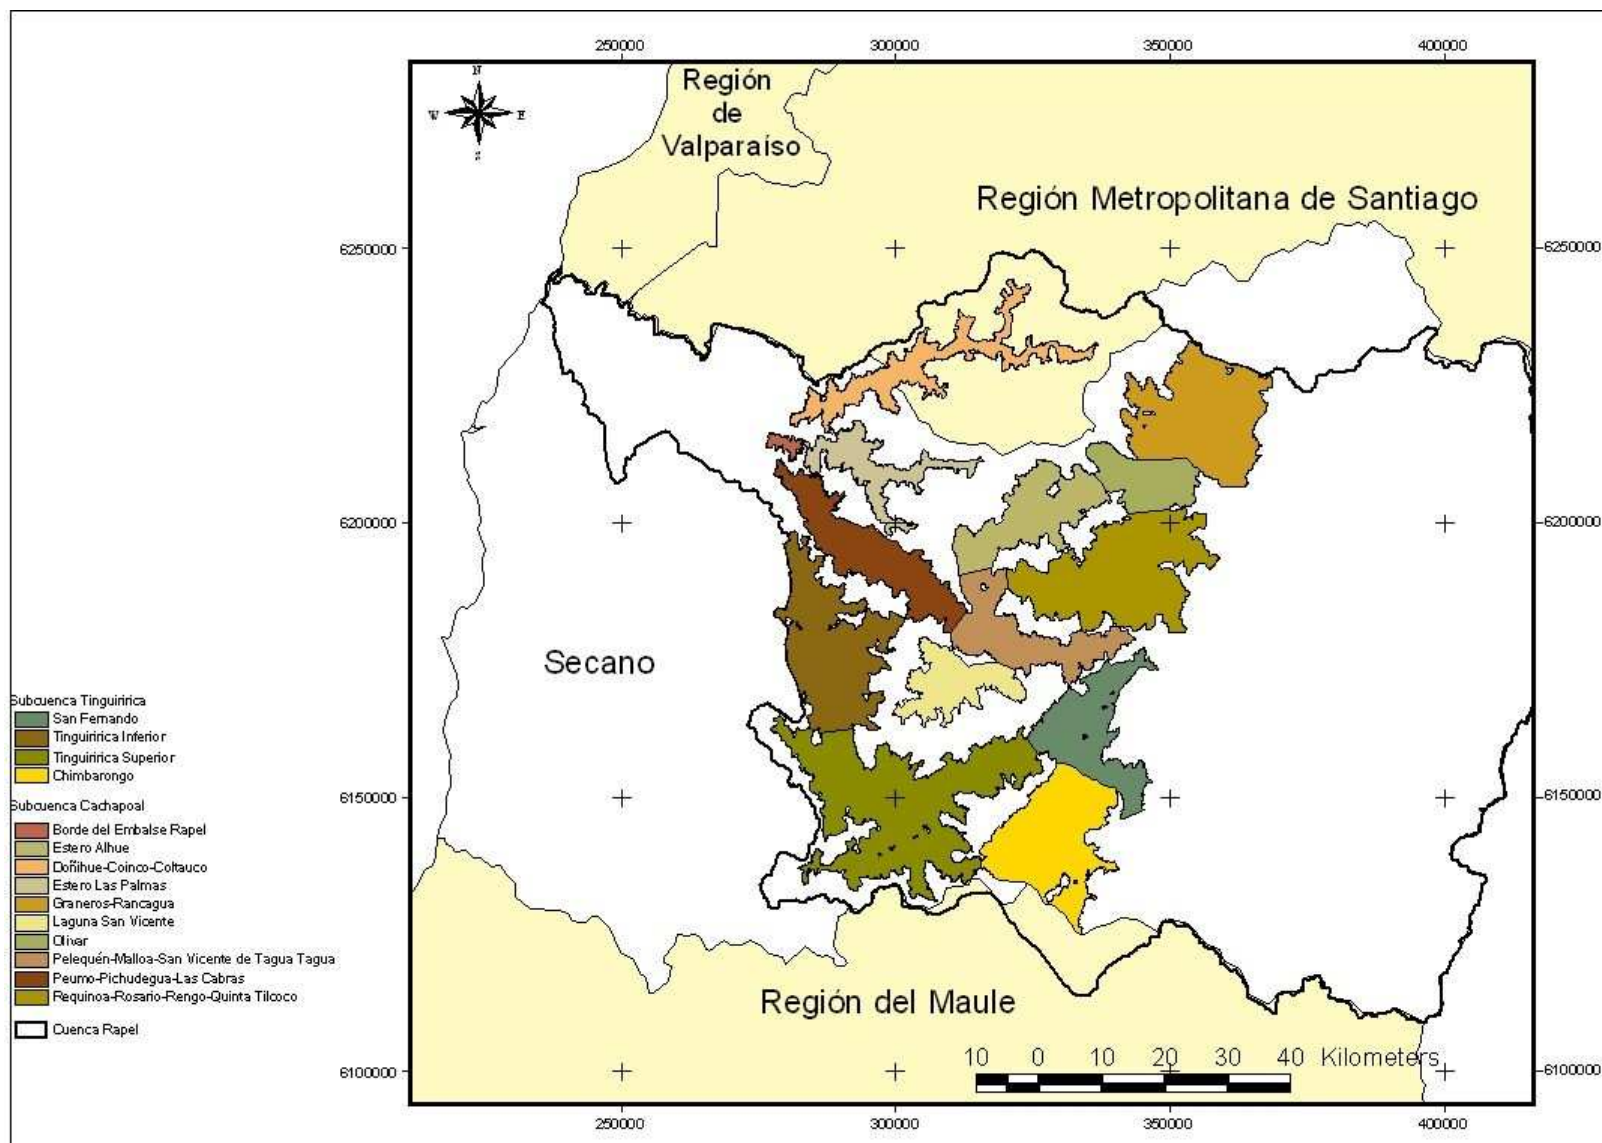 250000 300000 350000 400000
N
W E
S
Región
de
Valparaíso
Región Metropolitana de Santiago
6250000 6250000
6200000 6200000
Secano
Subcuenca Tinguiririca
San Fernando
Tinguiririca Inferior
Tinguiririca Superior
Chimbarongo
6150000 6150000
Subcuenca Cachapoal
Borde del Embalse Rapel
Estero Alhue
Doñihue-Coinco-Coltauco
Estero Las Palmas
Graneros-Rancagua
Laguna San Vicente
Olivar
Pelequén-Malloa-San Vicente de Tagua Tagua
Peumo-Pichudegua-Las Cabras
Requinoa-Rosario-Rengo-Quinta Tilcoco
Cuenca Rapel
Región del Maule
10 0 10 20 30 40 Kilometers
6100000 6100000
250000 300000 350000 400000